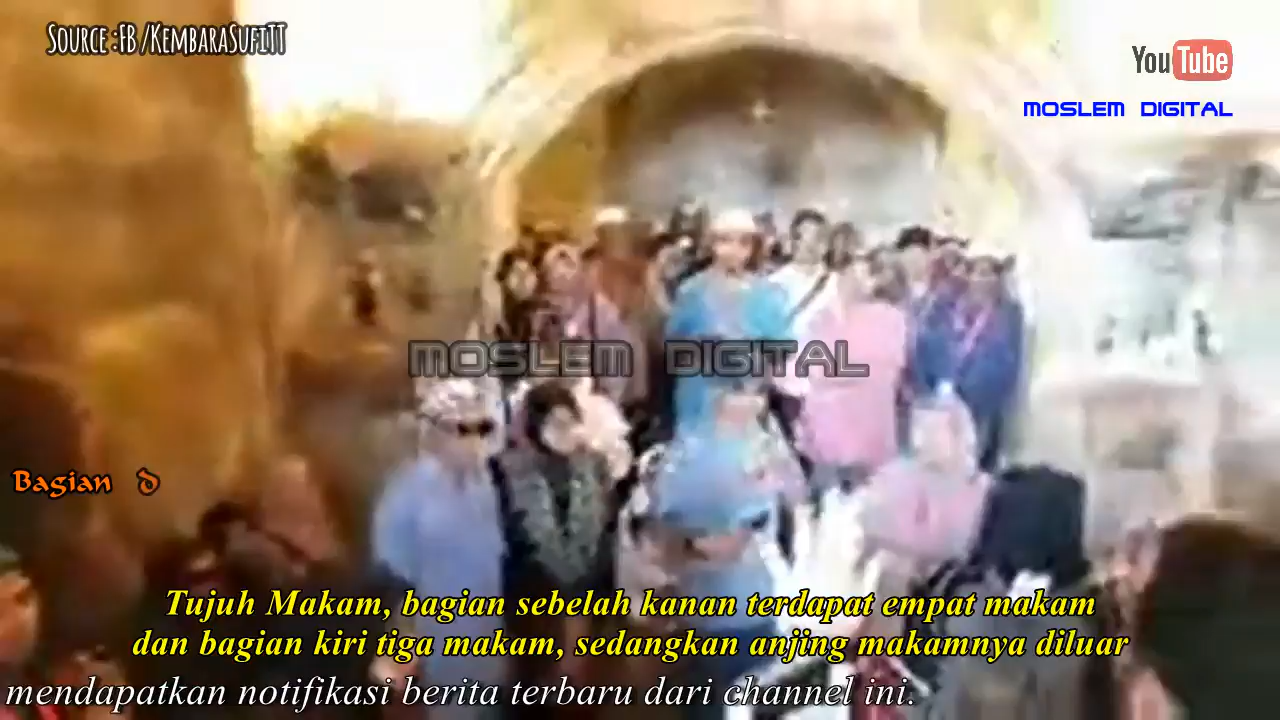 Source :FB /KembaraSufiTT
YouTube
MOSLEM DIGITAL
MOSLEM DIGITAL
Bagian d
Tujuh Makam, bagian sebelah kanan terdapat empat makam
dan bagian kiri tiga makam, sedangkan anjing makamnya diluar
mendapatkan notifikasi berita terbaru dari channel ini.